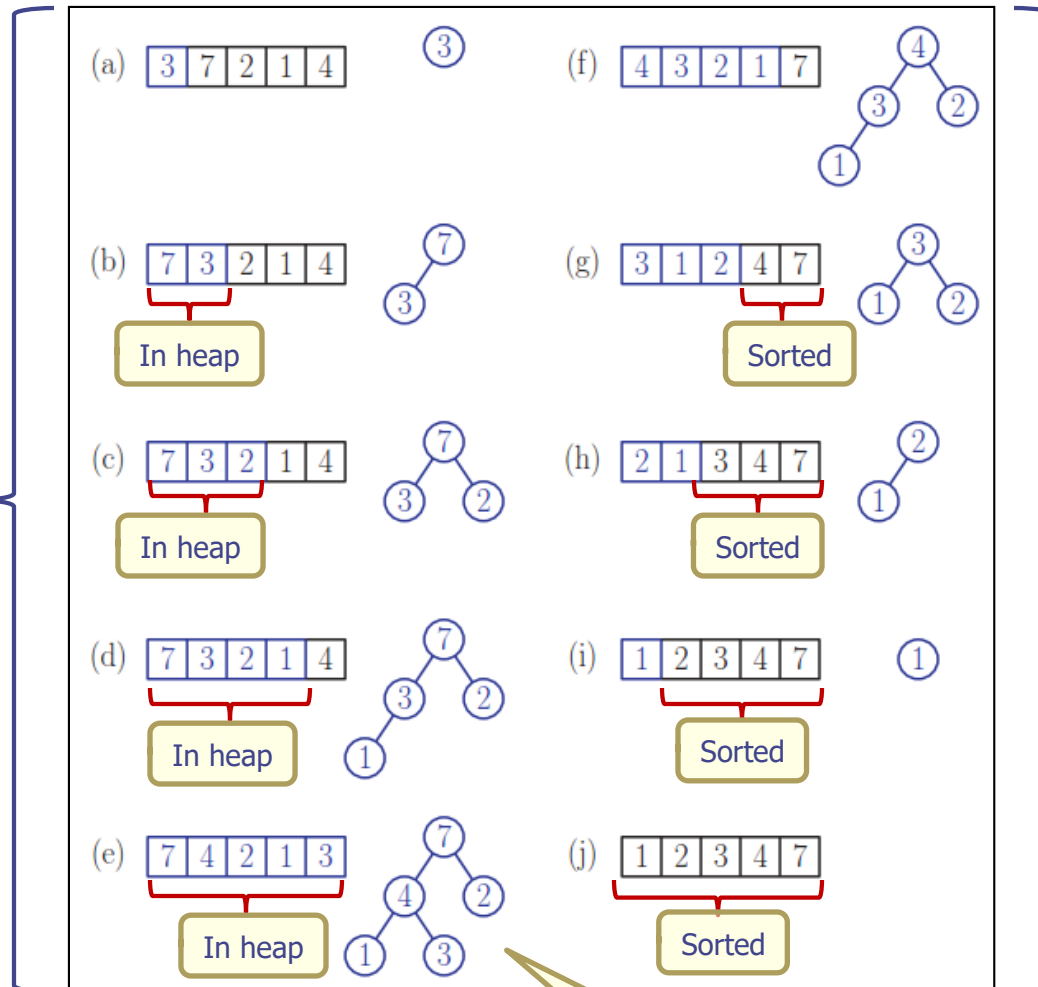 (a) 3 7 2 1 4
3
(b) 7 3 2 1 4
7
3
In heap
(c) 7 3 2 1 4
7
3 2
In heap
(d) 7 3 2 1 4
7
3 2
1
In heap
(e) 7 4 2 1 3
7
4 2
1 3
In heap
(f) 4 3 2 1 7
4
3 2
1
(g) 3 1 2 4 7
3
1 2
Sorted
(h) 2 1 3 4 7
2
1
Sorted
(i) 1 2 3 4 7
1
Sorted
(j) 1 2 3 4 7
Sorted